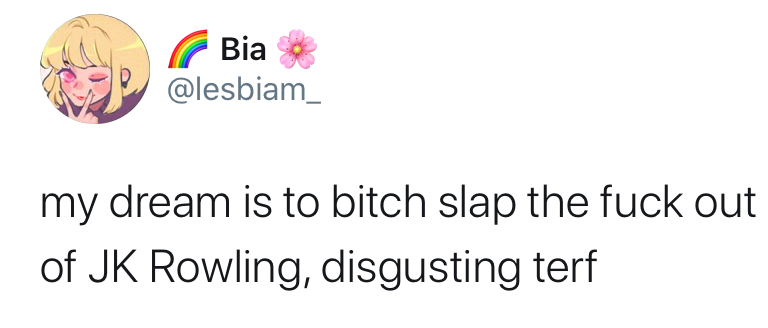 🌈 Bia 🌸
@lesbiam_
my dream is to bitch slap the fuck out
of JK Rowling, disgusting terf